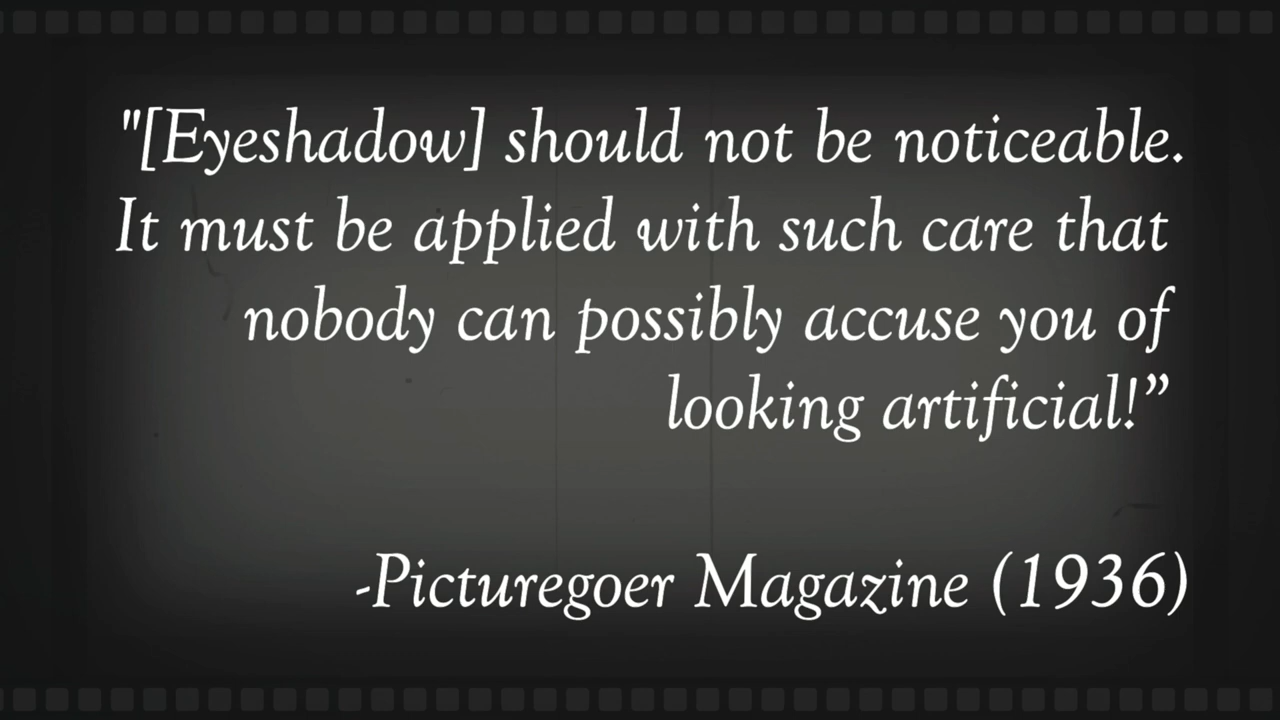 "[Eyeshadow] should not be noticeable.
It must be applied with such care that
nobody can possibly accuse you of
looking artificial!”
-Picturegoer Magazine (1936)